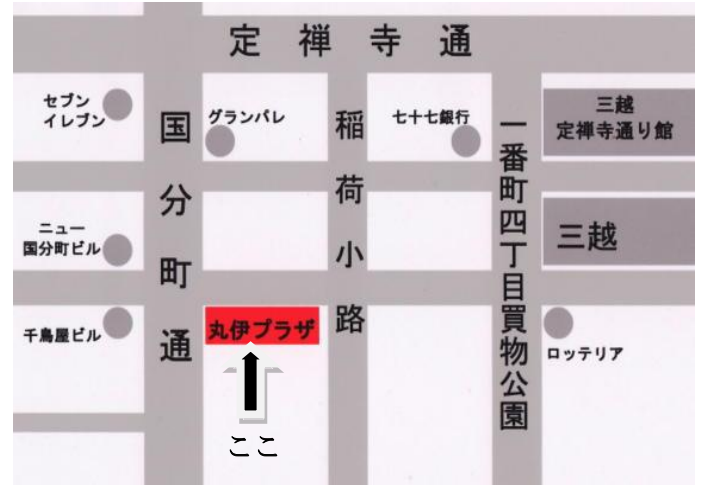 定禅寺通
セブン
イレブン
国分町通
グランパレ
稲荷小路
七十七銀行
一番町四丁目買物公園
三越
定禅寺通り館
ニュー
国分町ビル
三越
千鳥屋ビル
丸伊プラザ
ロッテリア
ここ